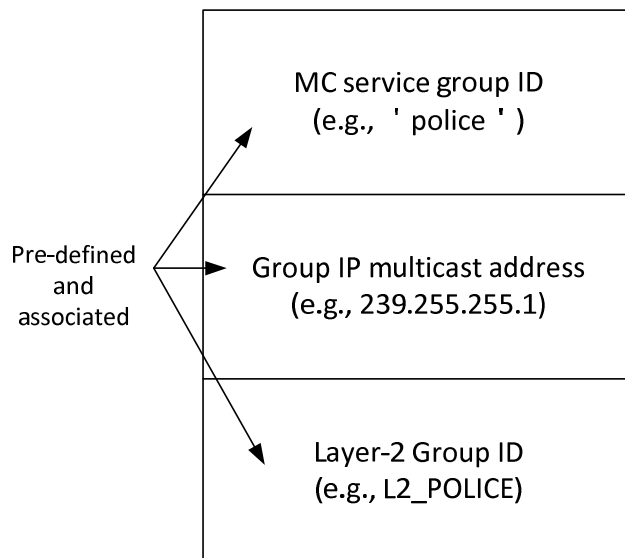 MC service group ID
(e.g., ' police ' )
Pre-defined
and
associated
Group IP multicast address
(e.g., 239.255.255.1)
Layer-2 Group ID
(e.g., L2_POLICE)